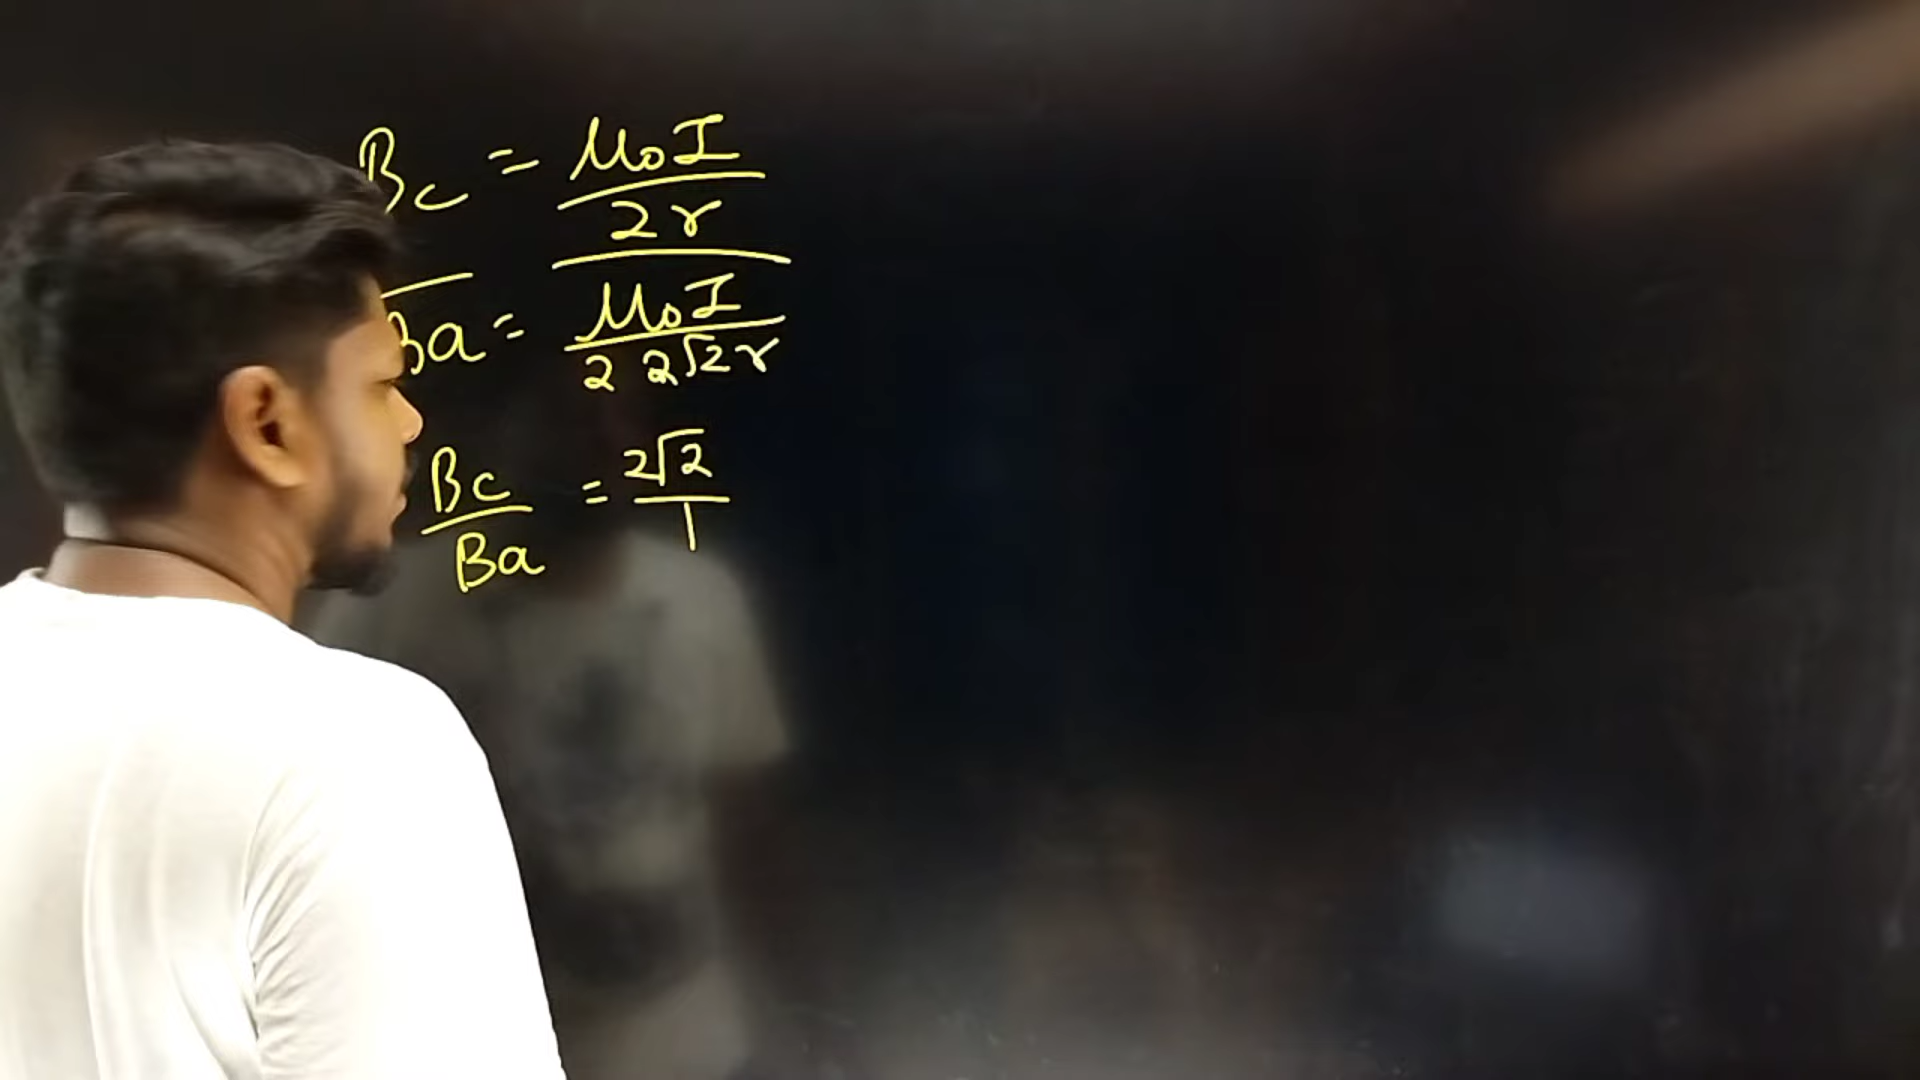 Bc = μ₀I
2r
Ba = μ₀I
2 2√2r
Bc = 2√2
Ba 1